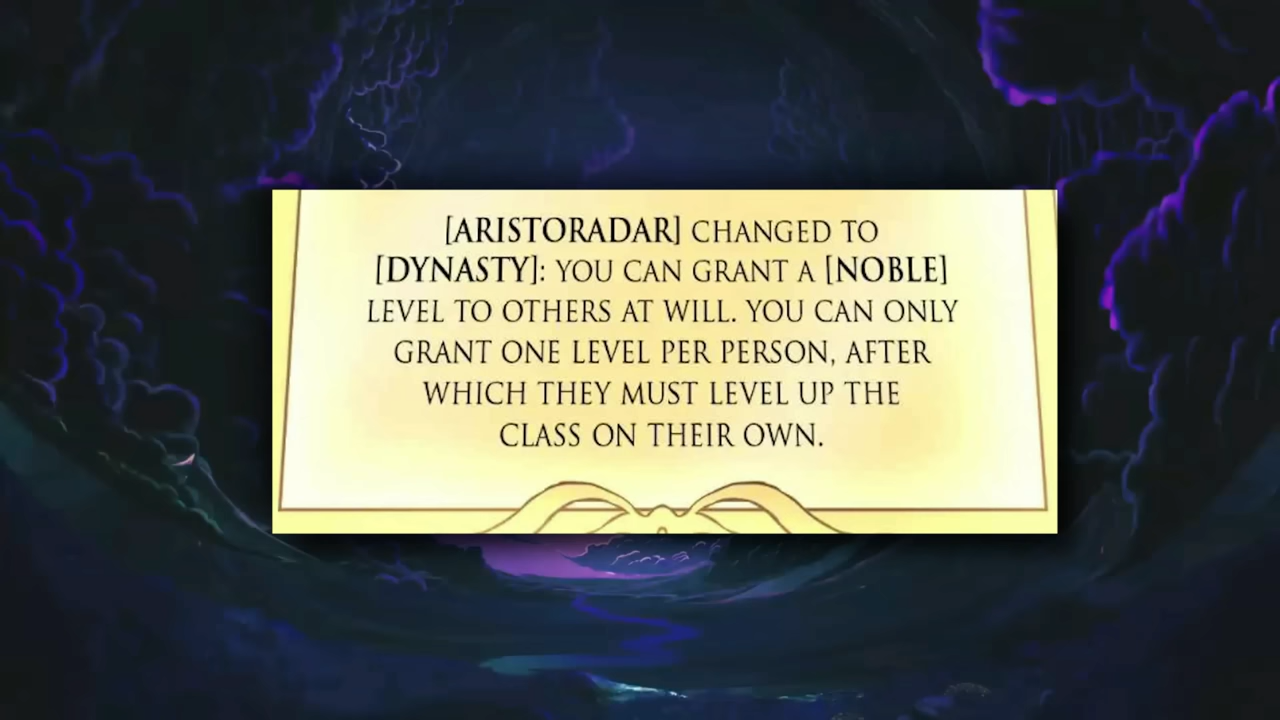 [ARISTORADAR] CHANGED TO
[DYNASTY]: YOU CAN GRANT A [NOBLE]
LEVEL TO OTHERS AT WILL. YOU CAN ONLY
GRANT ONE LEVEL PER PERSON, AFTER
WHICH THEY MUST LEVEL UP THE
CLASS ON THEIR OWN.